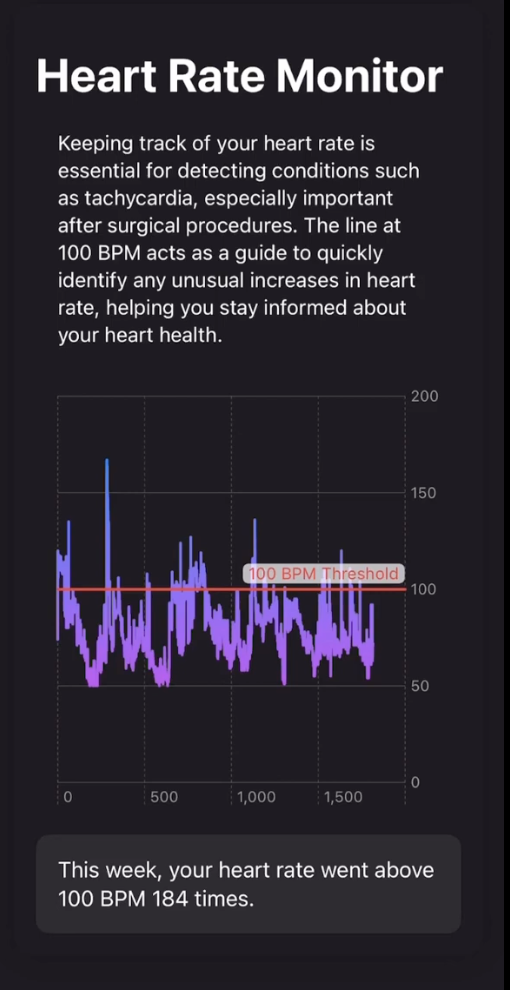 Heart Rate Monitor
Keeping track of your heart rate is
essential for detecting conditions such
as tachycardia, especially important
after surgical procedures. The line at
100 BPM acts as a guide to quickly
identify any unusual increases in heart
rate, helping you stay informed about
your heart health.
200
150
100 BPM Threshold
100
50
0
0 500 1,000 1,500
This week, your heart rate went above
100 BPM 184 times.